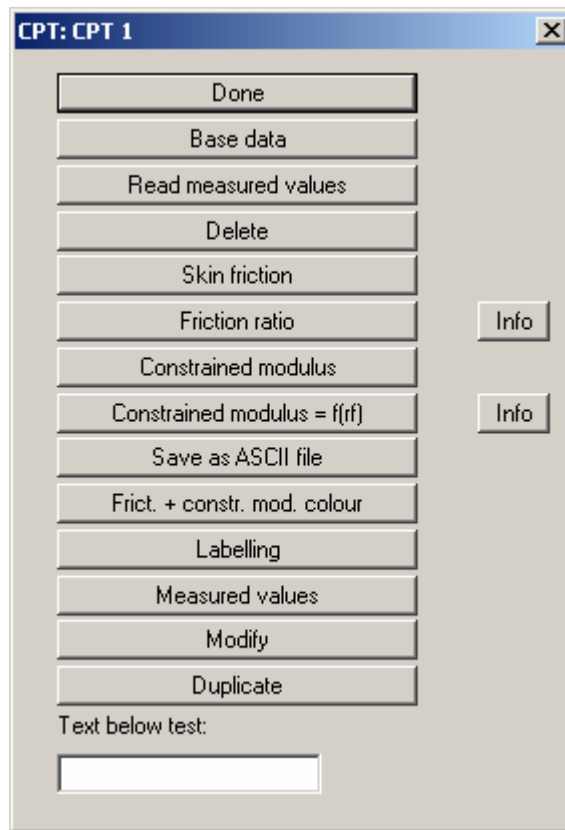 CPT: CPT 1
Done
Base data
Read measured values
Delete
Skin friction
Friction ratio Info
Constrained modulus
Constrained modulus = f(rf) Info
Save as ASCII file
Frict. + constr. mod. colour
Labelling
Measured values
Modify
Duplicate
Text below test: